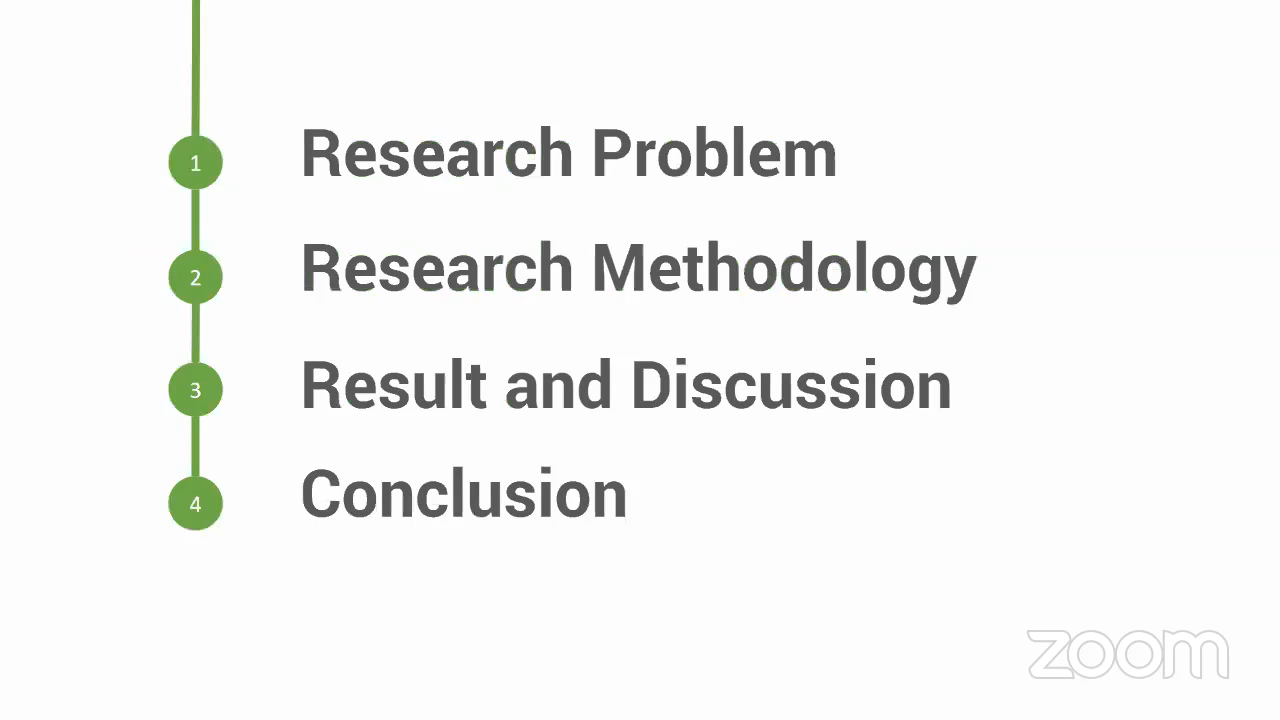 1 Research Problem
2 Research Methodology
3 Result and Discussion
4 Conclusion
zoom